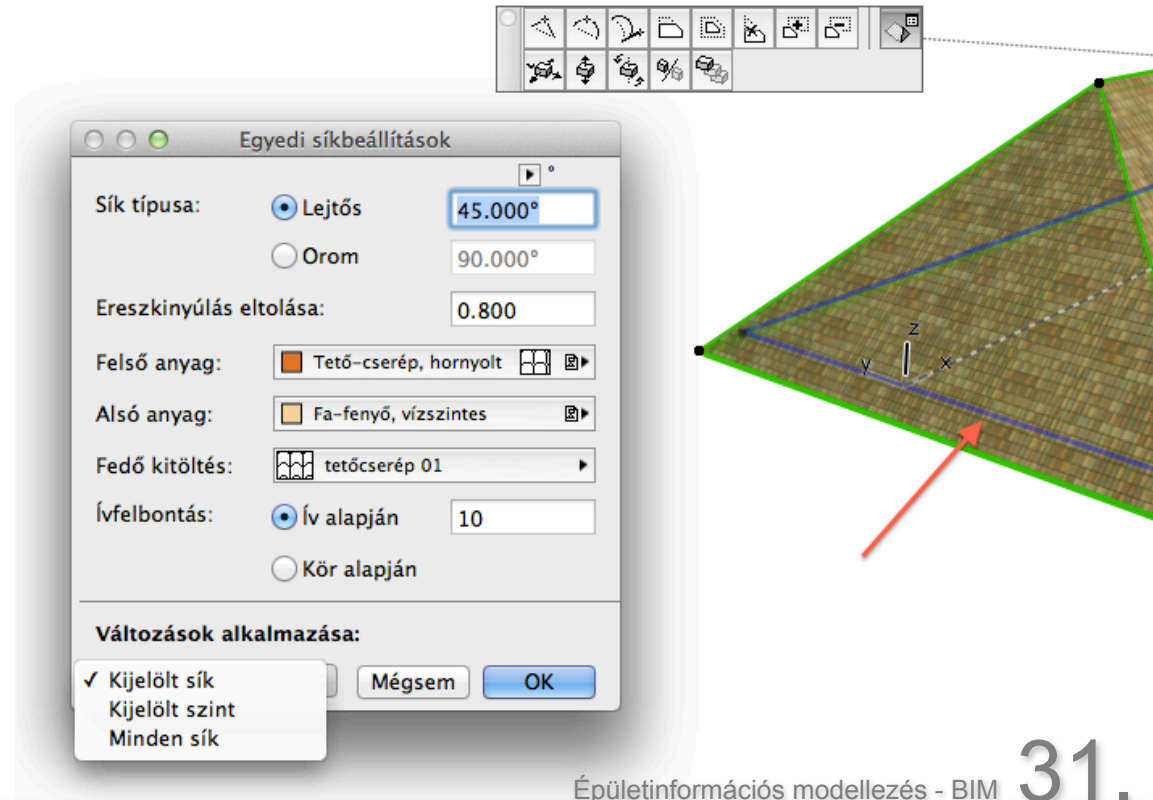 Egyedi síkbeállítások
°
Sík típusa:
Lejtős
45.000°
Orom
90.000°
Ereszkinyúlás eltolása:
0.800
Felső anyag:
Tető-cserép, hornyolt
Alsó anyag:
Fa-fenyő, vízszintes
Fedő kitöltés:
tetőcserép 01
Ívfelbontás:
Ív alapján
10
Kör alapján
Változások alkalmazása:
✓ Kijelölt sík
Kijelölt szint
Minden sík
Mégsem
OK
z
y
x
Épületinformációs modellezés - BIM 31.